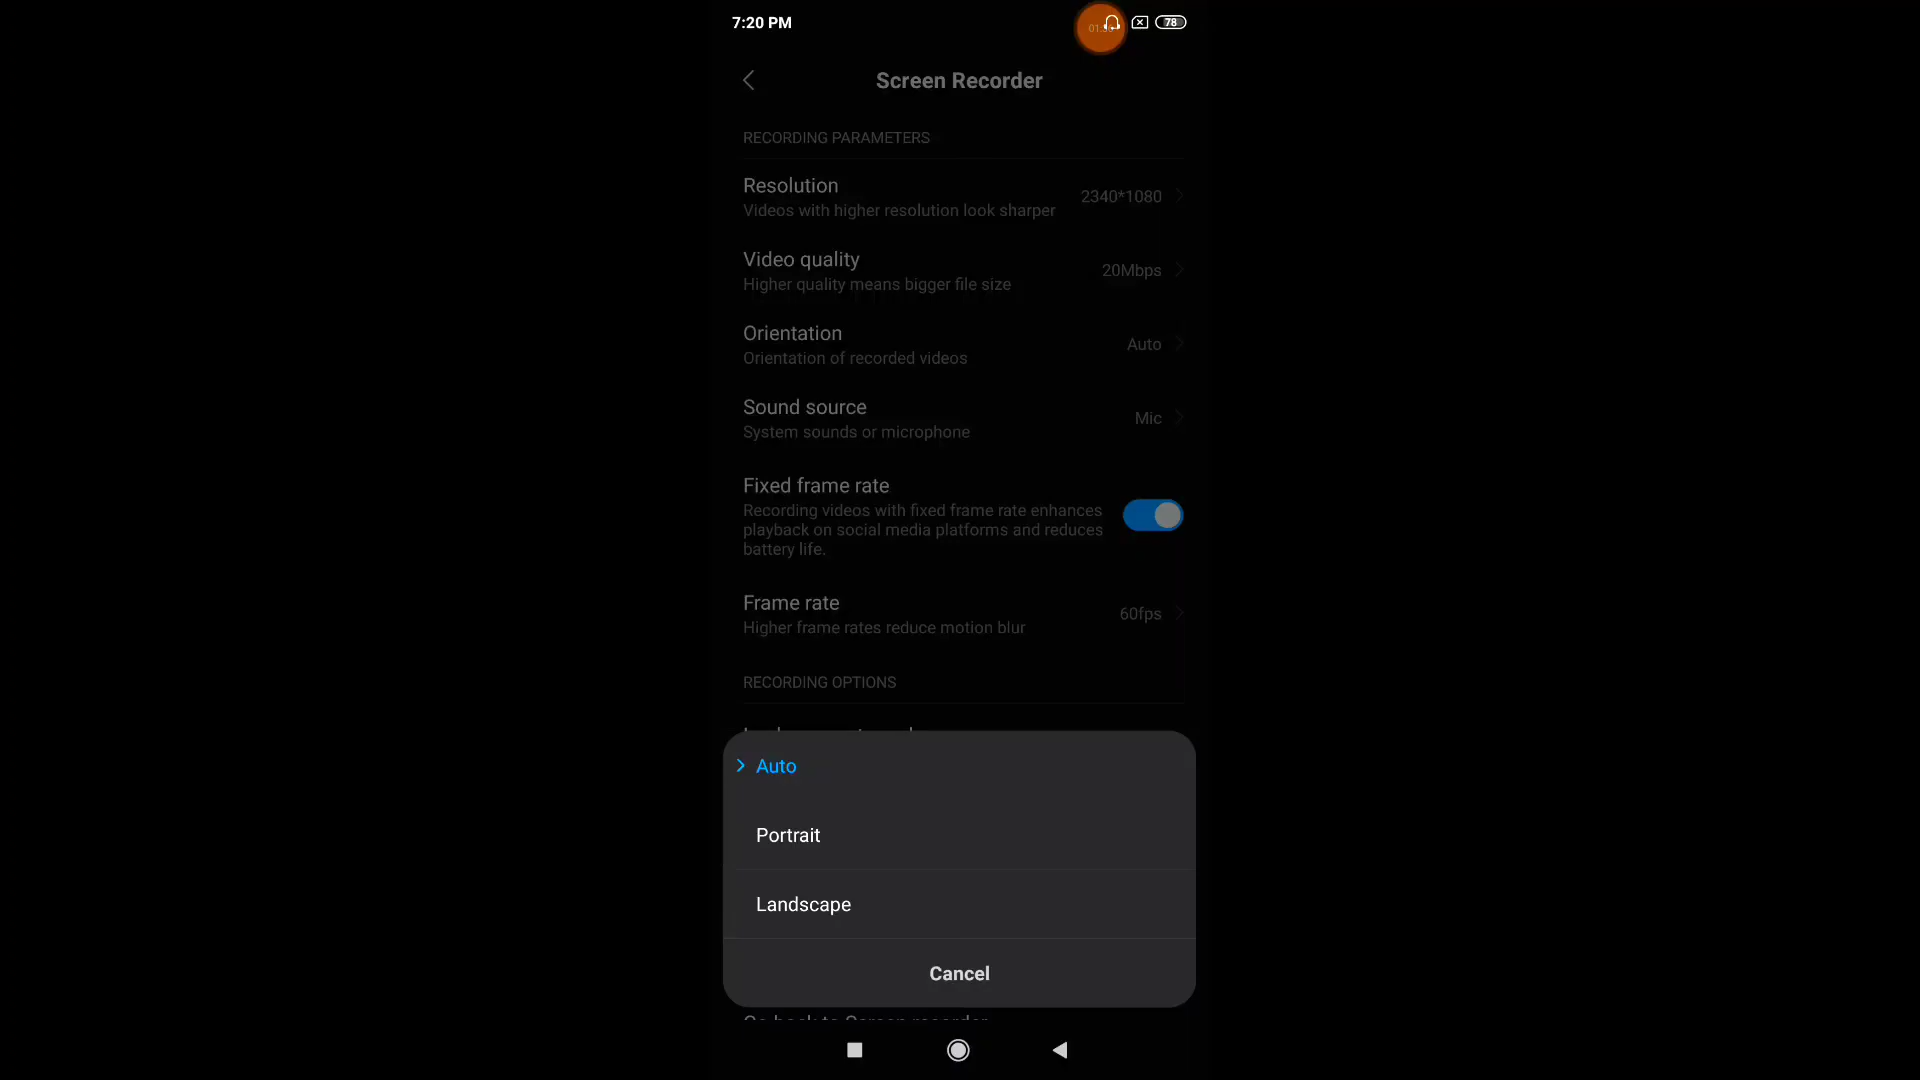 7:20 PM
78
Screen Recorder
RECORDING PARAMETERS
Resolution
2340*1080
Videos with higher resolution look sharper
Video quality
20Mbps
Higher quality means bigger file size
Orientation
Auto
Orientation of recorded videos
Sound source
Mic
System sounds or microphone
Fixed frame rate
Recording videos with fixed frame rate enhances
playback on social media platforms and reduces
battery life.
Frame rate
60fps
Higher frame rates reduce motion blur
RECORDING OPTIONS
Auto
Portrait
Landscape
Cancel